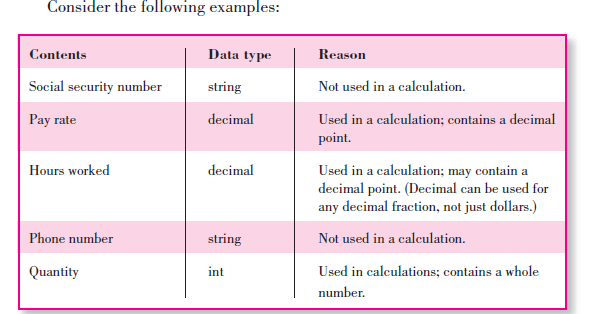 Consider the following examples:
Contents Data type Reason
Social security number string Not used in a calculation.
Pay rate decimal Used in a calculation; contains a decimal
point.
Hours worked decimal Used in a calculation; may contain a
decimal point. (Decimal can be used for
any decimal fraction, not just dollars.)
Phone number string Not used in a calculation.
Quantity int Used in calculations; contains a whole
number.